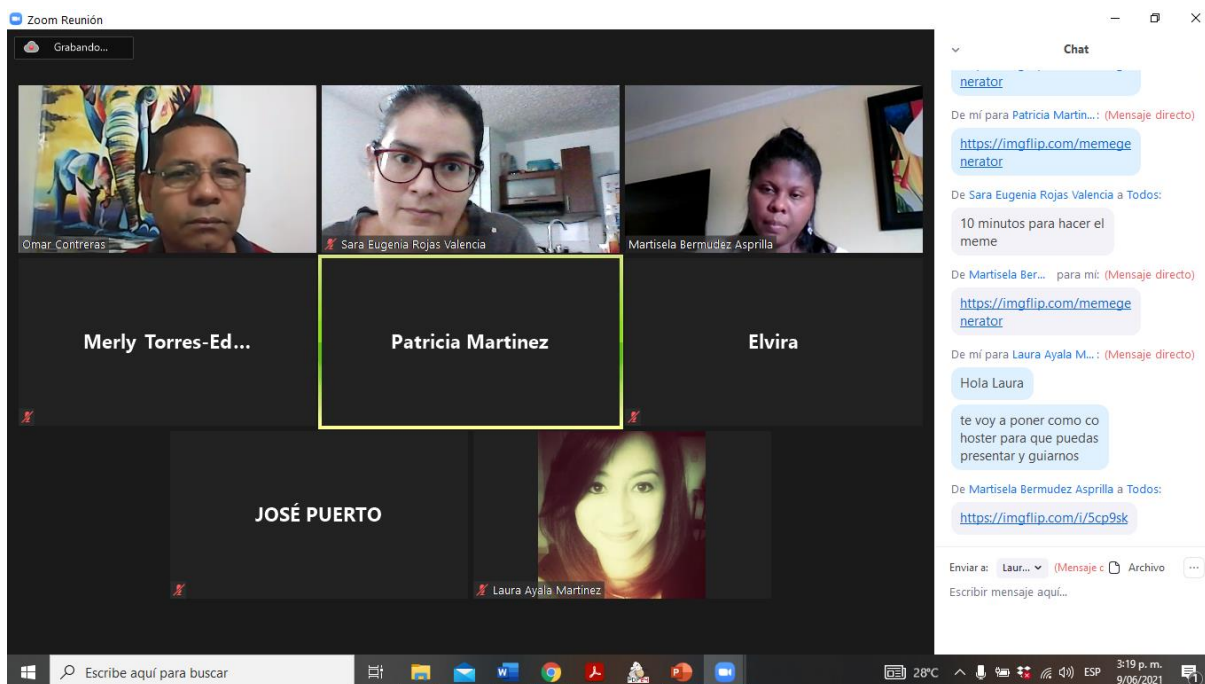 Zoom Reunión
Grabando...
Omar Contreras
Sara Eugenia Rojas Valencia
Martisela Bermudez Asprilla
Merly Torres-Ed...
Patricia Martinez
Elvira
JOSÉ PUERTO
Laura Ayala Martinez
Chat
nerator
De mí para Patricia Martin... : (Mensaje directo)
https://imgflip.com/memege
nerator
De Sara Eugenia Rojas Valencia a Todos:
10 minutos para hacer el
meme
De Martisela Ber... para mí: (Mensaje directo)
https://imgflip.com/memege
nerator
De mí para Laura Ayala M... : (Mensaje directo)
Hola Laura
te voy a poner como co
hoster para que puedas
presentar y guiarnos
De Martisela Bermudez Asprilla a Todos:
https://imgflip.com/i/5cp9sk
Enviar a: Laur... (Mensaje c Archivo ...
Escribir mensaje aquí...
Escribe aquí para buscar
28°C ESP 3:19 p. m.
9/06/2021